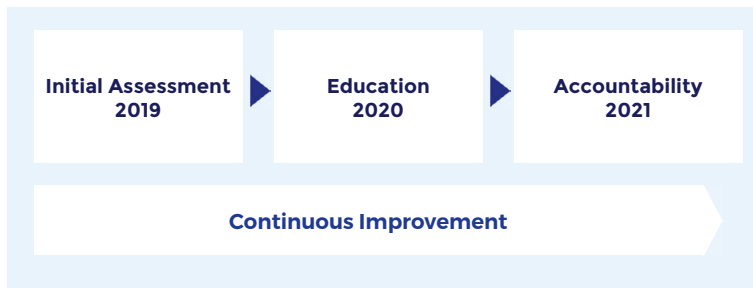 Initial Assessment
2019
Education
2020
Accountability
2021
Continuous Improvement